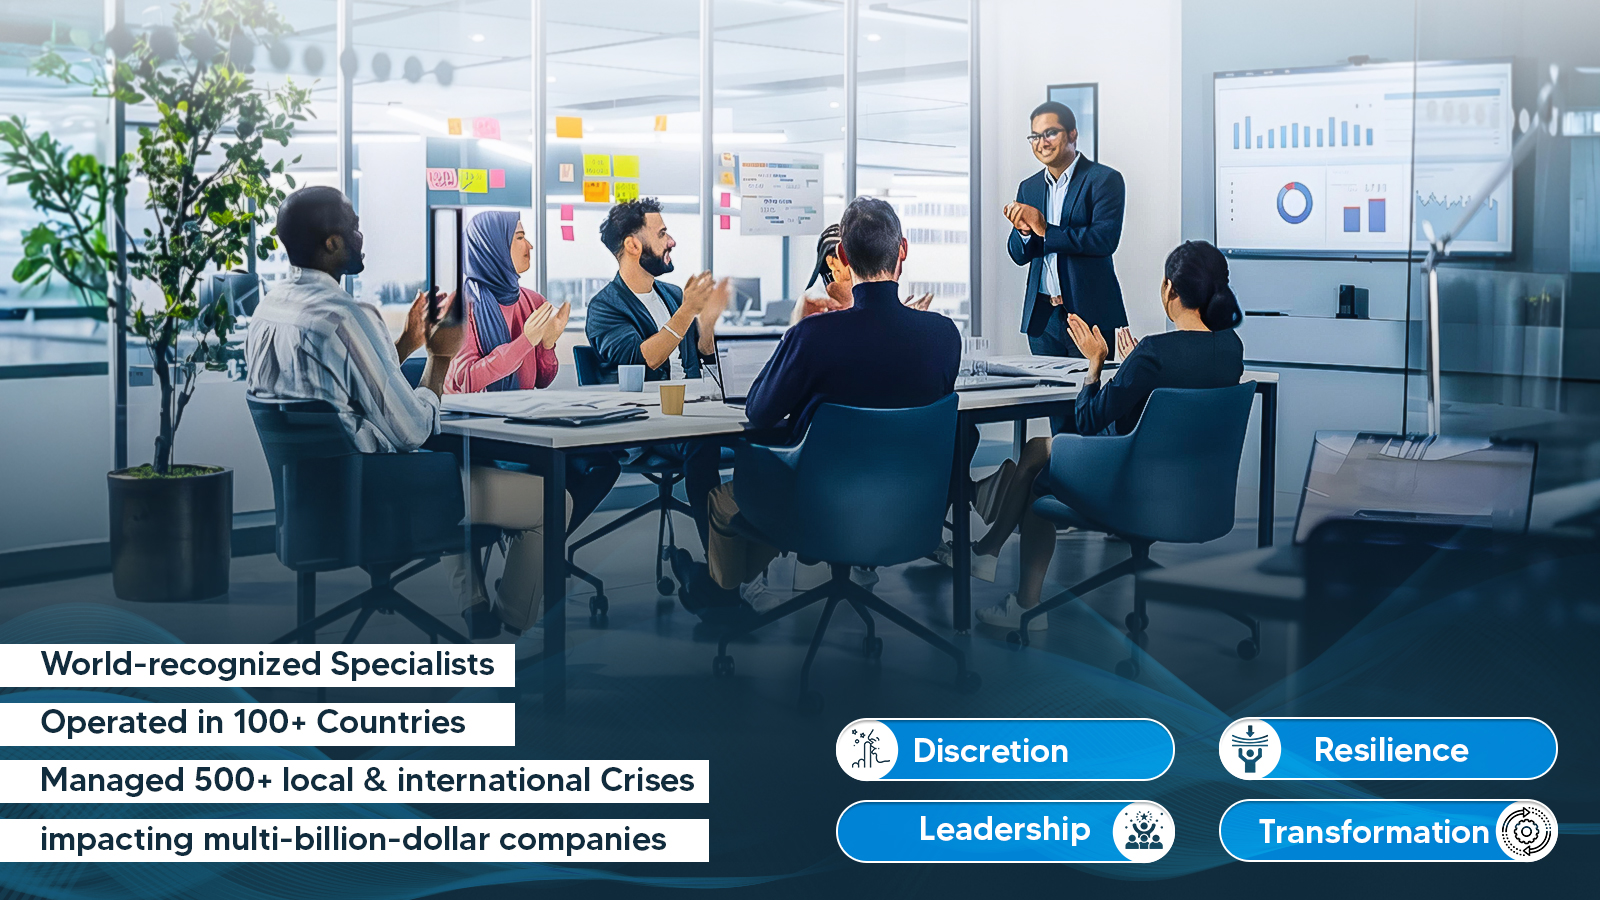 World-recognized Specialists
Operated in 100+ Countries
Managed 500+ local & international Crises
impacting multi-billion-dollar companies
Discretion
Resilience
Leadership
Transformation